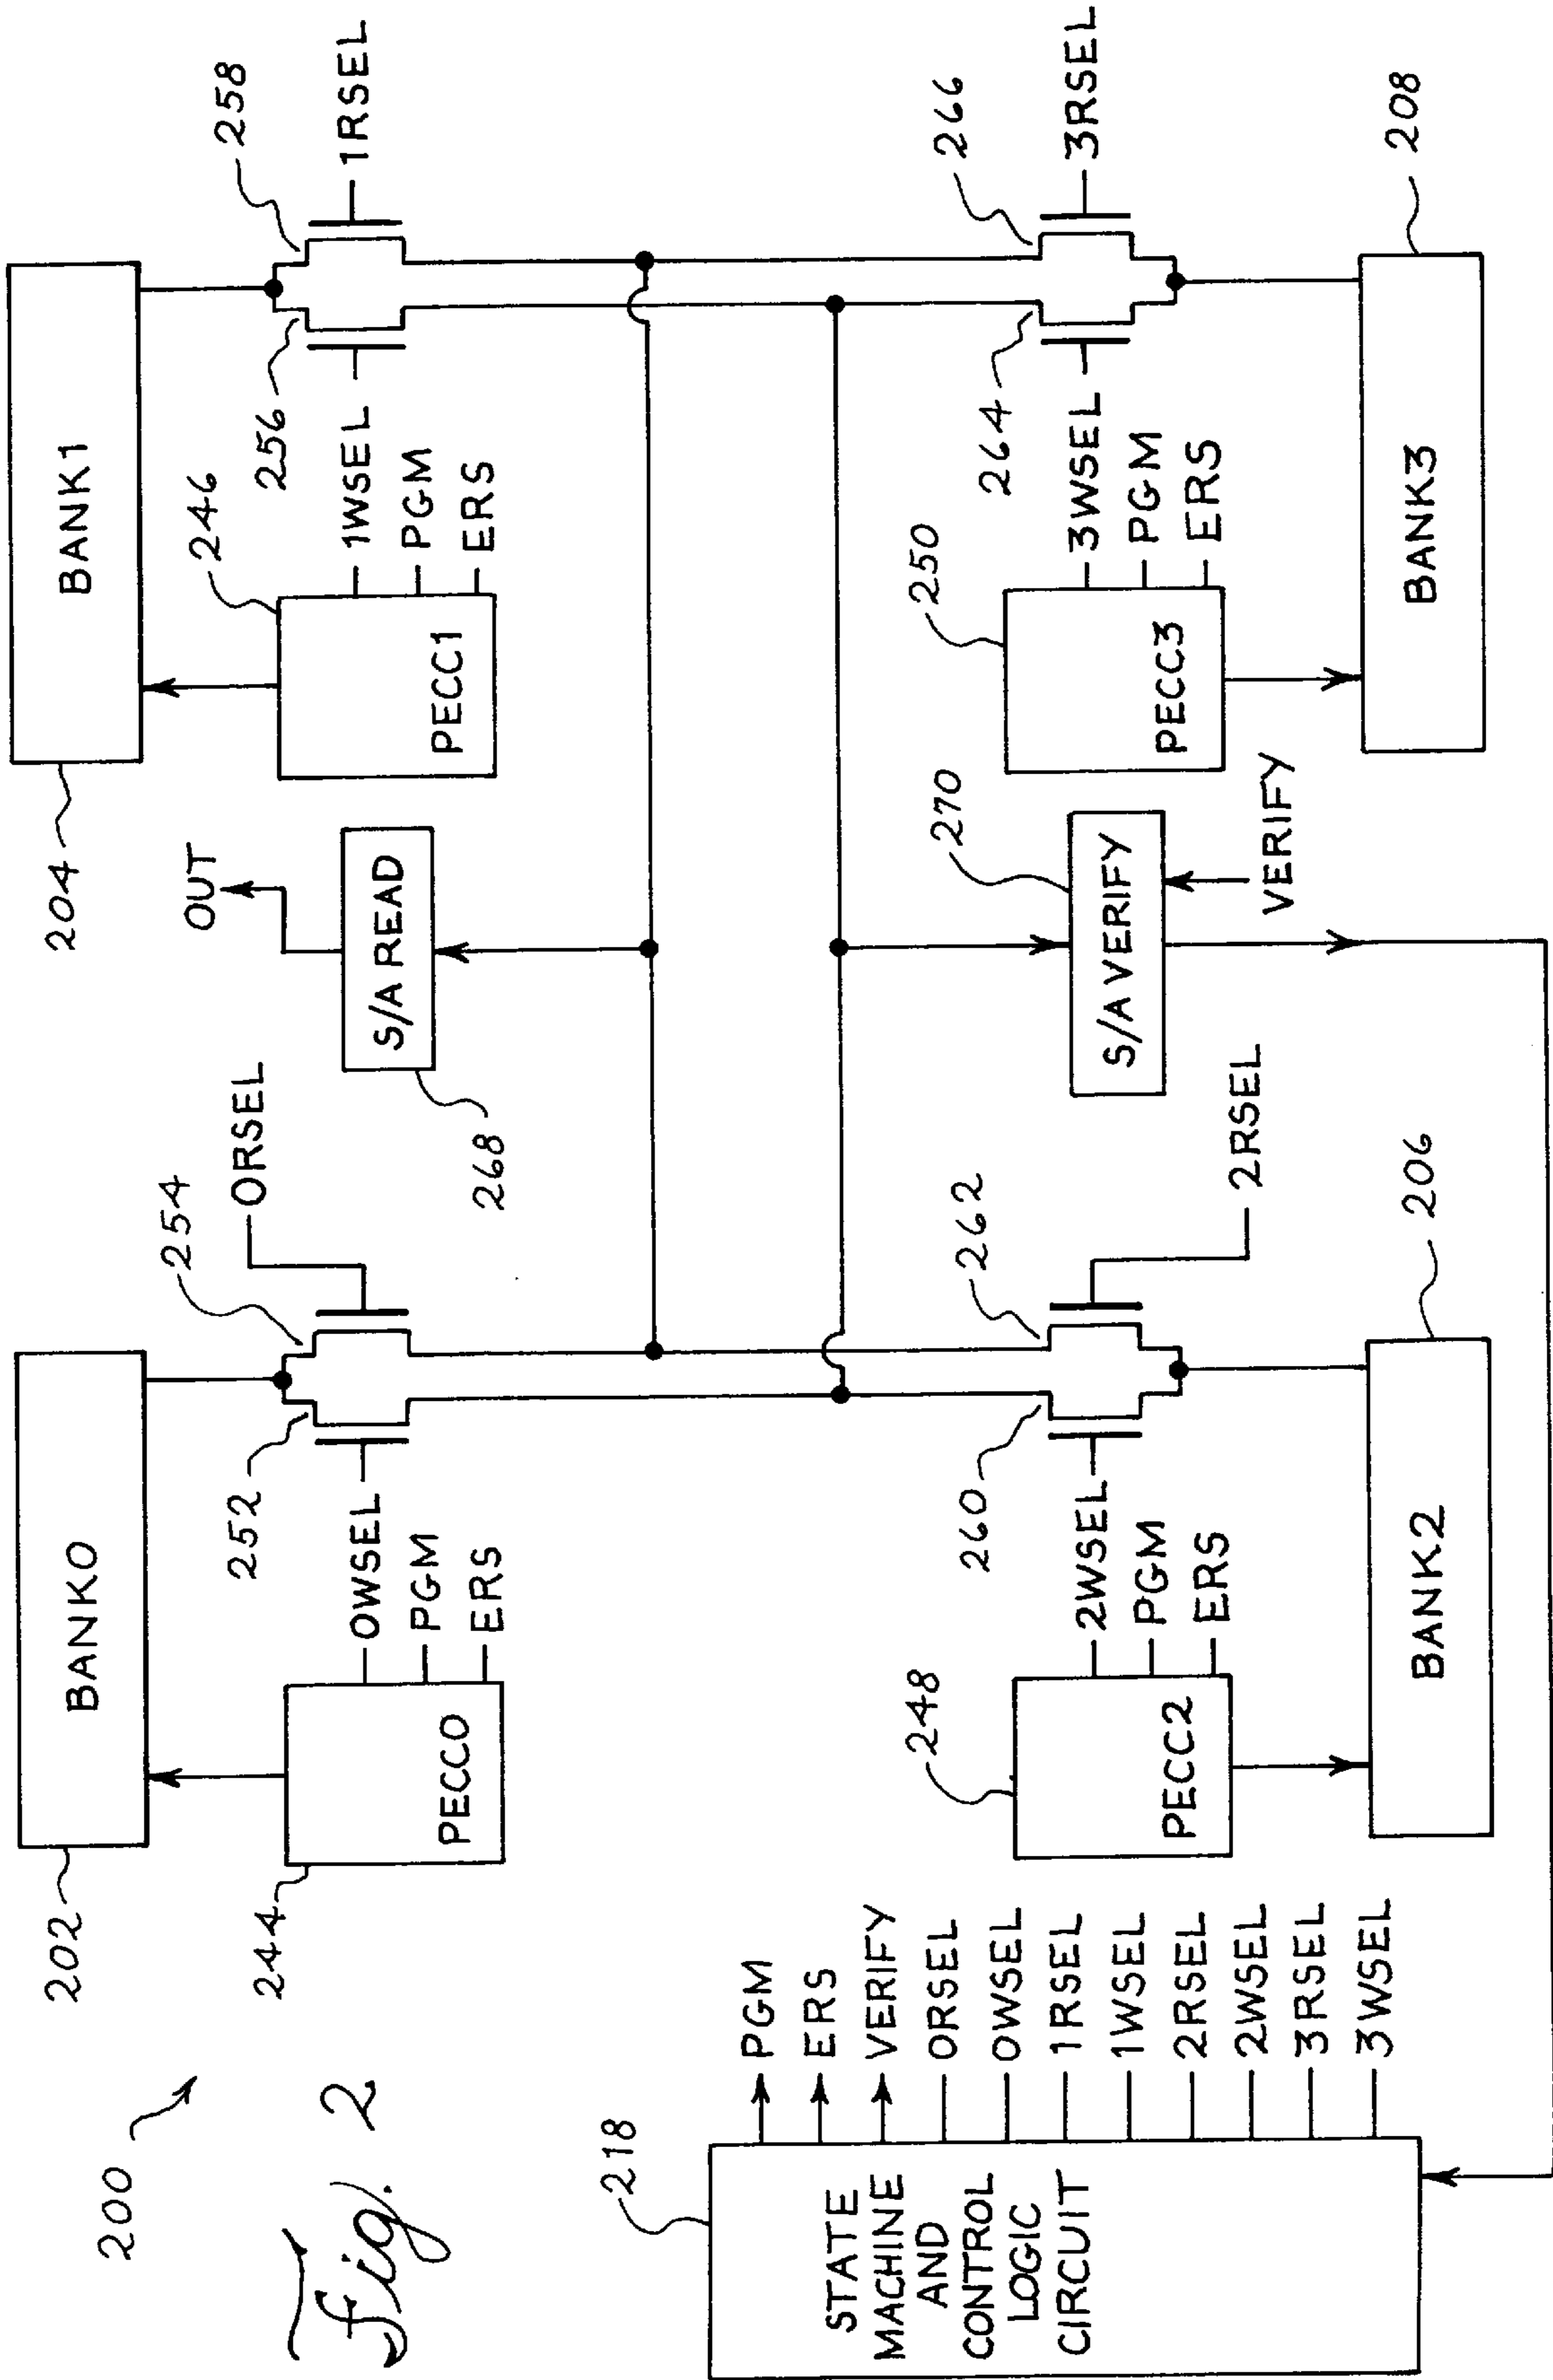 Fig. 2
200
BANK0
202
BANK1
204
PECC0
244
0WSEL
PGM
ERS
252
254
0RSEL
S/A READ
268
OUT
PECC1
246
1WSEL
PGM
ERS
256
258
1RSEL
218
STATE
MACHINE
AND
CONTROL
LOGIC
CIRCUIT
PGM
ERS
VERIFY
0RSEL
0WSEL
1RSEL
1WSEL
2RSEL
2WSEL
3RSEL
3WSEL
PECC2
248
2WSEL
PGM
ERS
260
262
2RSEL
S/A VERIFY
270
VERIFY
PECC3
250
3WSEL
PGM
ERS
264
266
3RSEL
BANK2
206
BANK3
208